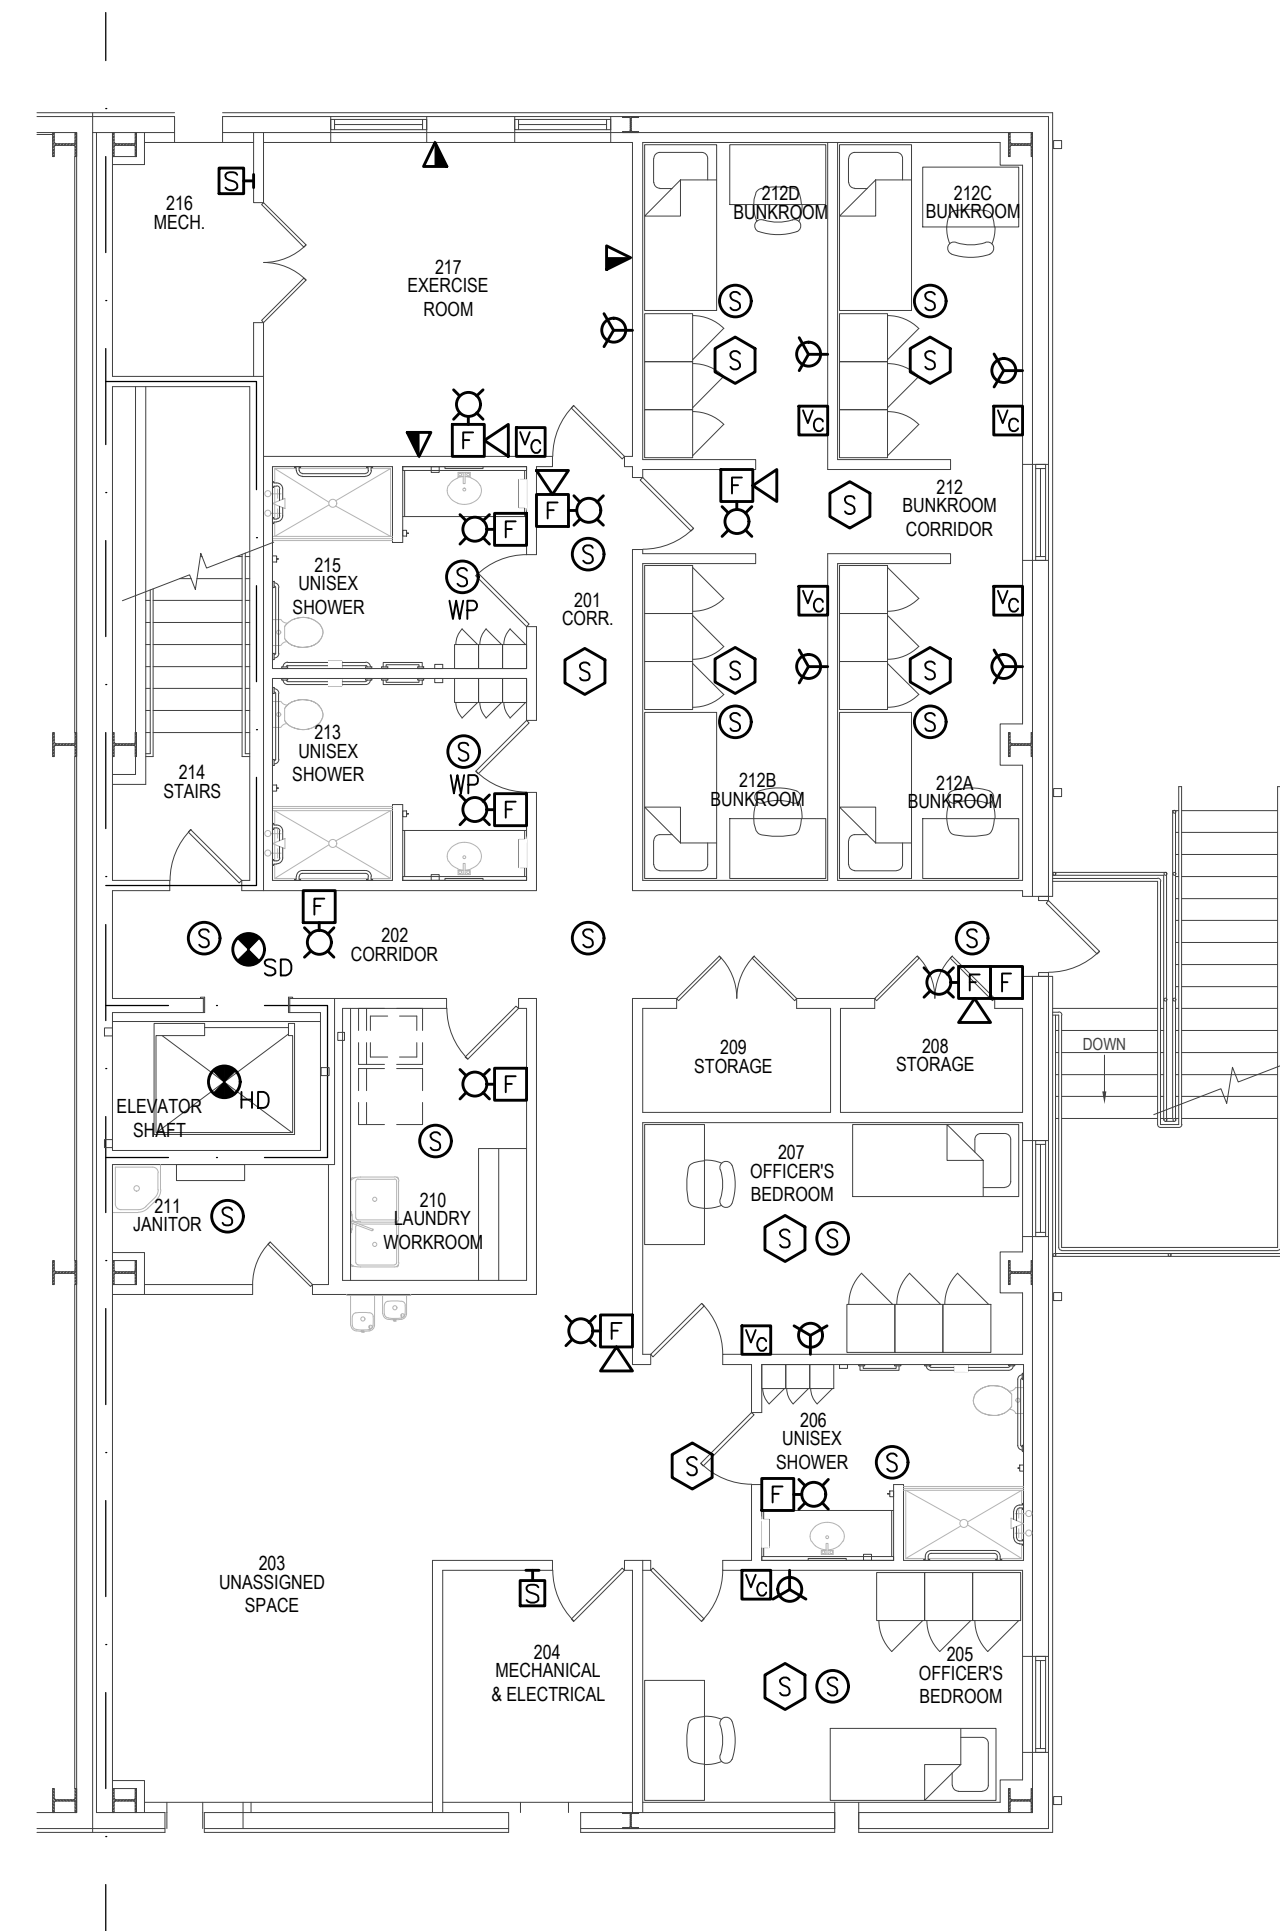 216
MECH.
S
217
EXERCISE
ROOM
212D
BUNKROOM
212C
BUNKROOM
S
S
S
S
VC
VC
F
VC
F
F
S
212
BUNKROOM
CORRIDOR
F
215
UNISEX
SHOWER
S
WP
S
201
CORR.
VC
VC
S
S
S
S
S
213
UNISEX
SHOWER
S
WP
F
214
STAIRS
212B
BUNKROOM
212A
BUNKROOM
F
S
SD
202
CORRIDOR
S
S
F
F
209
STORAGE
208
STORAGE
DOWN
ELEVATOR
SHAFT
HD
F
S
211
JANITOR
S
210
LAUNDRY
WORKROOM
207
OFFICER'S
BEDROOM
S
S
F
VC
206
UNISEX
SHOWER
S
S
F
203
UNASSIGNED
SPACE
S
VC
204
MECHANICAL
& ELECTRICAL
S
S
205
OFFICER'S
BEDROOM